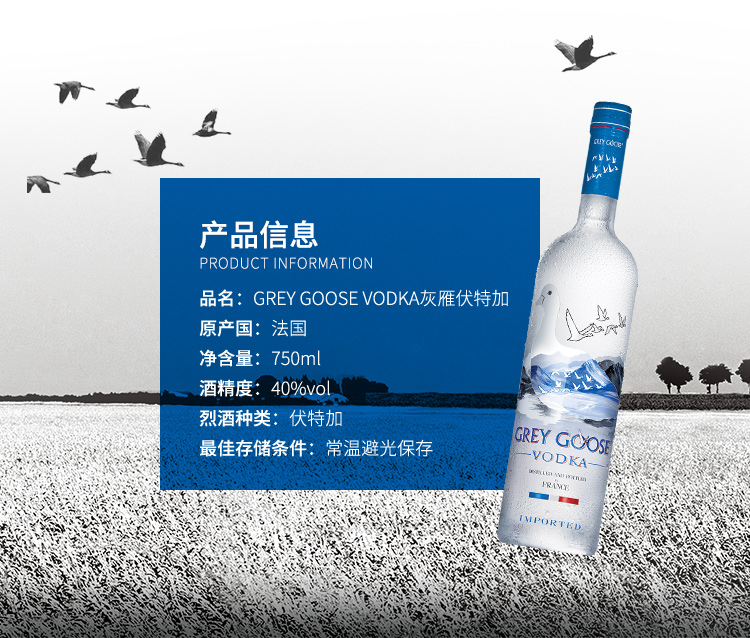 产品信息
PRODUCT INFORMATION
品名：GREY GOOSE VODKA灰雁伏特加
原产国：法国
净含量：750ml
酒精度：40%vol
烈酒种类：伏特加
最佳存储条件：常温避光保存
GREY GOOSE
GREY GOOSE
VODKA
DISTILLED AND BOTTLED
FRANCE
IMPORTED